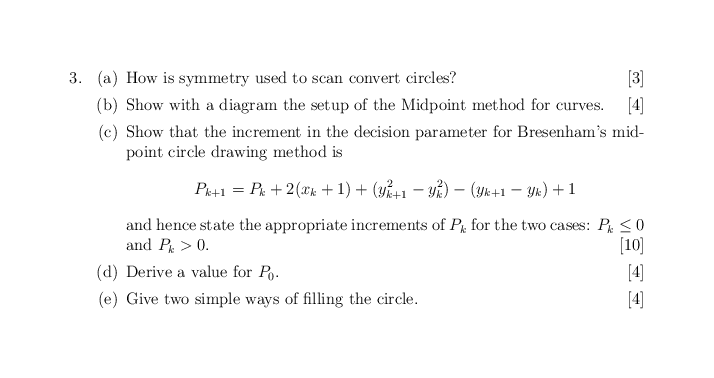 3. (a) How is symmetry used to scan convert circles? [3]
(b) Show with a diagram the setup of the Midpoint method for curves. [4]
(c) Show that the increment in the decision parameter for Bresenham's mid-
point circle drawing method is
P_{k+1} = P_k + 2(x_k + 1) + (y_{k+1}^2 − y_k^2) − (y_{k+1} − y_k) + 1
and hence state the appropriate increments of P_k for the two cases: P_k ≤ 0
and P_k > 0. [10]
(d) Derive a value for P_0. [4]
(e) Give two simple ways of filling the circle. [4]